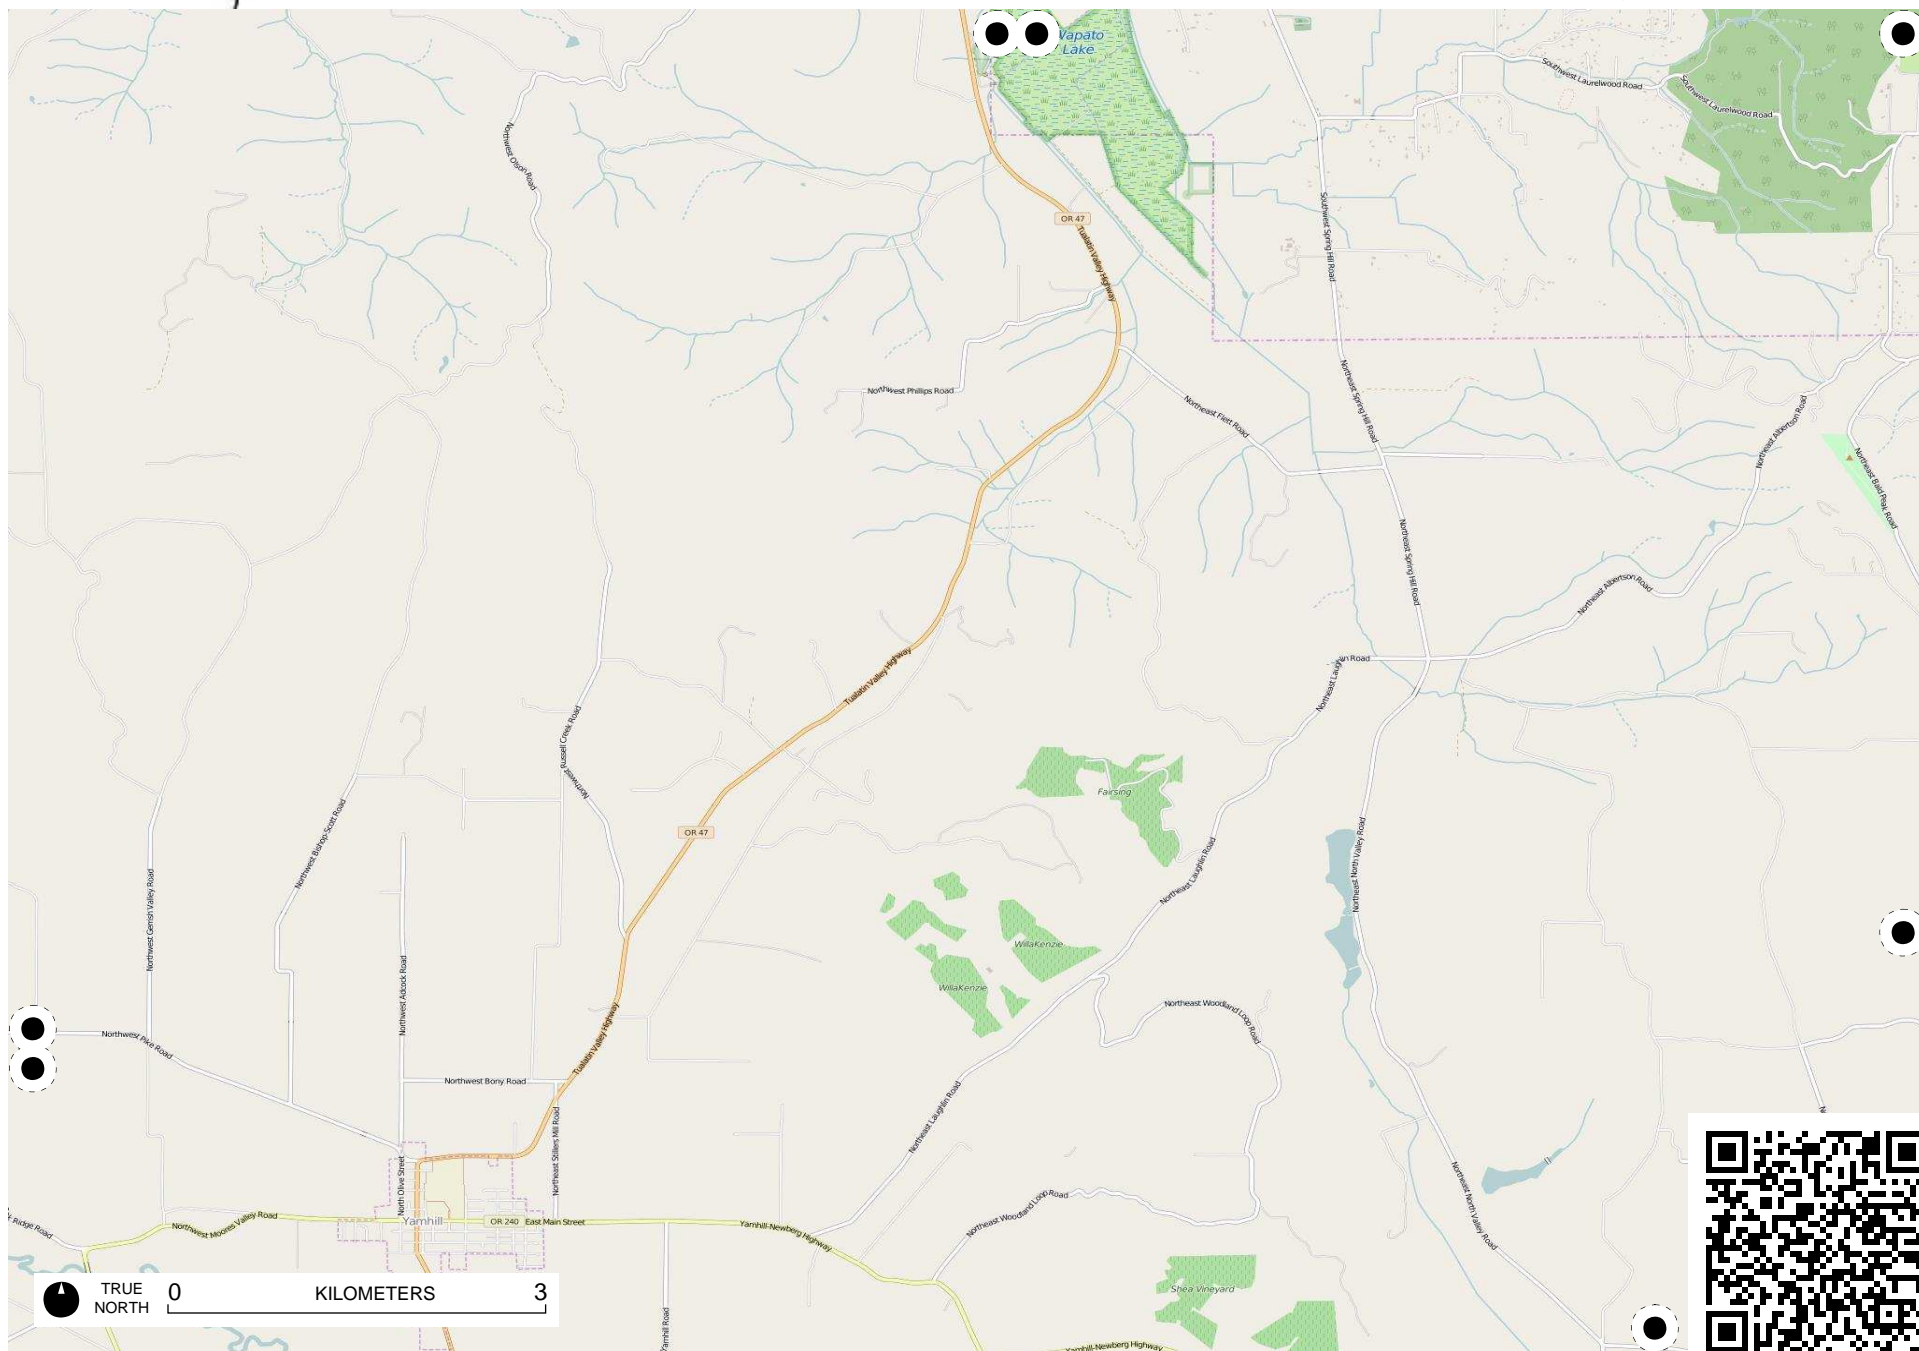 Wapato
Lake
Southwest Laurelwood Road
Southwest Laurelwood Road
Northwest Olson Road
OR 47
Tualatin Valley Highway
Southwest Spring Hill Road
Northwest Phillips Road
Northeast Flett Road
Northeast Spring Hill Road
Northeast Albertson Road
Northeast Bald Peak Road
Northeast Spring Hill Road
Northeast Albertson Road
Tualatin Valley Highway
Northeast Laughlin Road
Northwest Russell Creek Road
Fairsing
OR 47
Northwest Bishop-Scott Road
Northeast Laughlin Road
Northeast North Valley Road
Northwest Gerrish Valley Road
WillaKenzie
WillaKenzie
Northwest Adcock Road
Northeast Woodland Loop Road
Tualatin Valley Highway
Northwest Pike Road
Northwest Bony Road
Northeast Laughlin Road
Northeast Stillers Mill Road
North Olive Street
Northeast Woodland Loop Road
Northeast North Valley Road
Ridge Road
Northwest Moores Valley Road
Yamhill
OR 240
East Main Street
Yamhill-Newberg Highway
Shea Vineyard
TRUE
NORTH
0
KILOMETERS
3
Yamhill Road
Yamhill-Newberg Highway